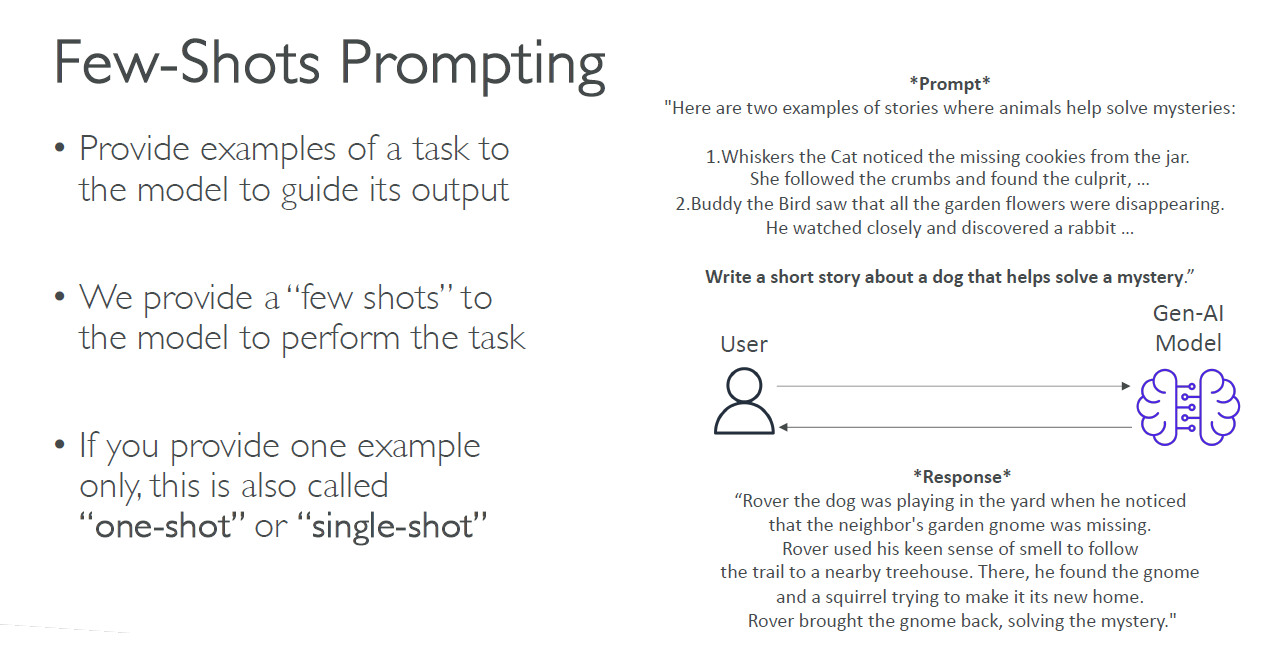 Few-Shots Prompting
• Provide examples of a task to
the model to guide its output
• We provide a “few shots” to
the model to perform the task
• If you provide one example
only, this is also called
“one-shot” or “single-shot”
*Prompt*
"Here are two examples of stories where animals help solve mysteries:
1.Whiskers the Cat noticed the missing cookies from the jar.
She followed the crumbs and found the culprit, ...
2.Buddy the Bird saw that all the garden flowers were disappearing.
He watched closely and discovered a rabbit ...
Write a short story about a dog that helps solve a mystery.”
User
Gen-AI
Model
*Response*
“Rover the dog was playing in the yard when he noticed
that the neighbor's garden gnome was missing.
Rover used his keen sense of smell to follow
the trail to a nearby treehouse. There, he found the gnome
and a squirrel trying to make it its new home.
Rover brought the gnome back, solving the mystery."